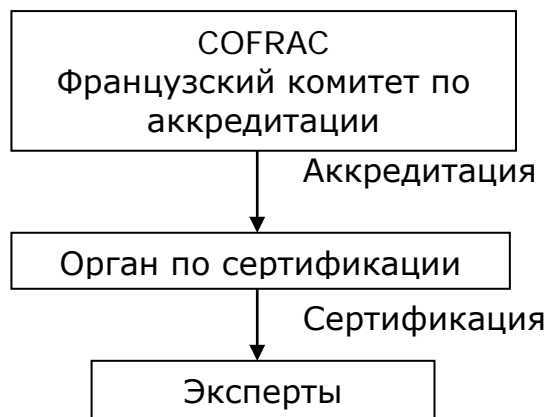 COFRAC
Французский комитет по
аккредитации
Аккредитация
Орган по сертификации
Сертификация
Эксперты